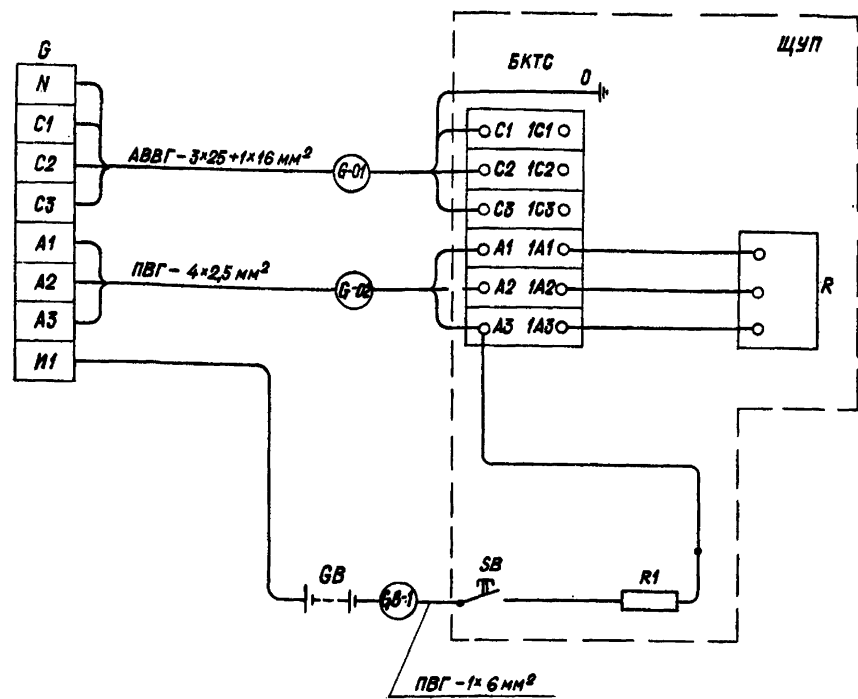 G
N
C1
C2
C3
A1
A2
A3
И1
АВВГ-3×25+1×16 мм²
G-01
ПВГ-4×2,5 мм²
G-02
БКТС
0
ЩУП
C1 1C1
C2 1C2
C3 1C3
A1 1A1
A2 1A2
A3 1A3
R
GB
GB-1
SB
R1
ПВГ-1×6 мм²